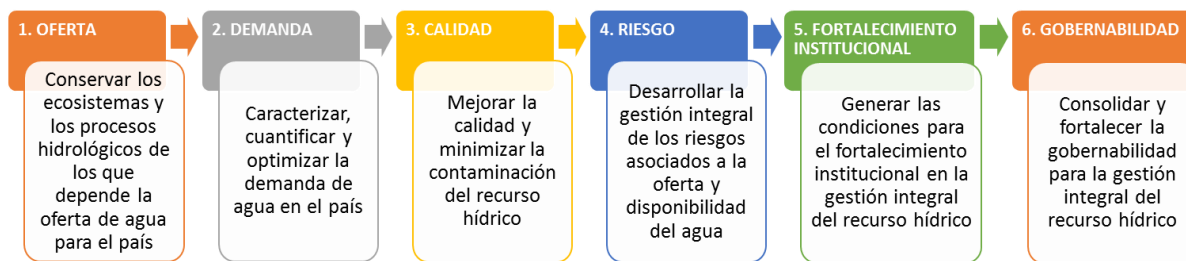 1. OFERTA
Conservar los
ecosistemas y
los procesos
hidrológicos de
los que
depende la
oferta de agua
para el país
2. DEMANDA
Caracterizar,
cuantificar y
optimizar la
demanda de
agua en el país
3. CALIDAD
Mejorar la
calidad y
minimizar la
contaminación
del recurso
hídrico
4. RIESGO
Desarrollar la
gestión integral
de los riesgos
asociados a la
oferta y
disponibilidad
del agua
5. FORTALECIMIENTO
INSTITUCIONAL
Generar las
condiciones para
el fortalecimiento
institucional en la
gestión integral
del recurso hídrico
6. GOBERNABILIDAD
Consolidar y
fortalecer la
gobernabilidad
para la gestión
integral del
recurso hídrico